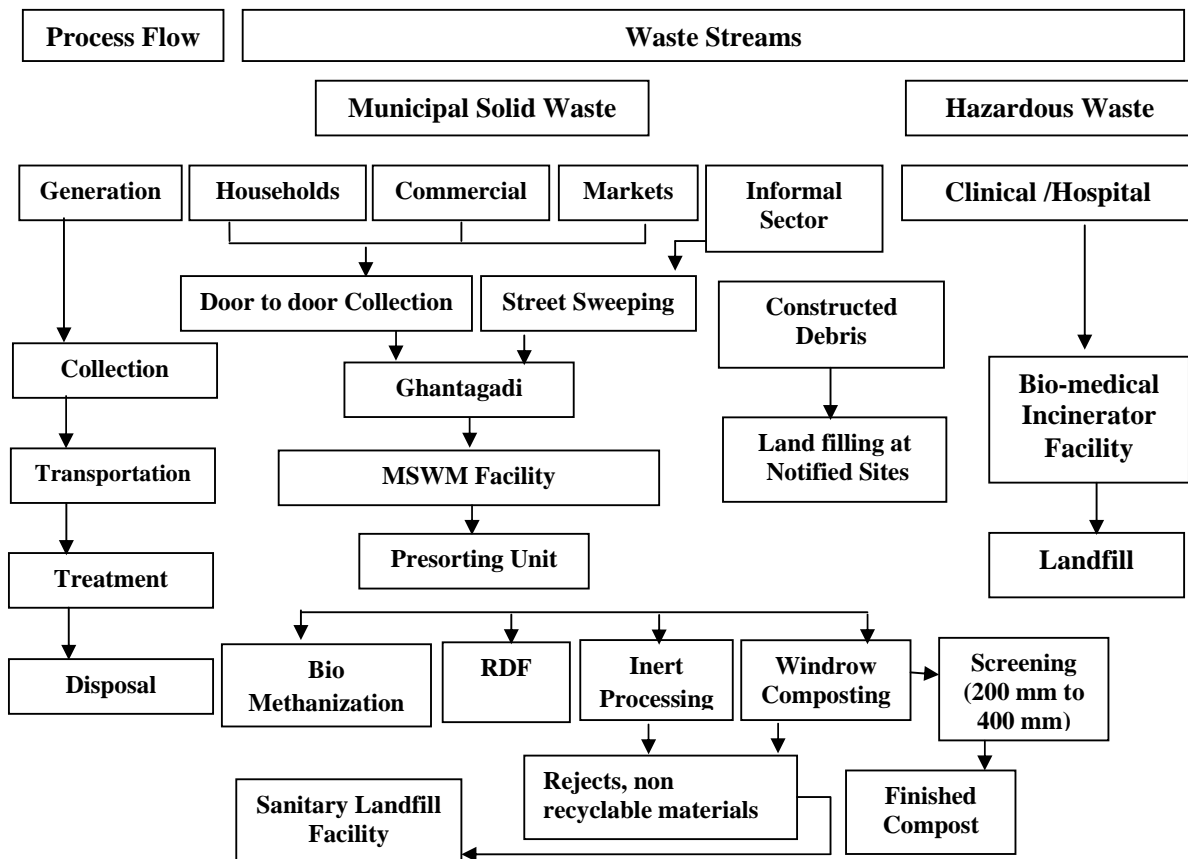 Process Flow
Waste Streams
Municipal Solid Waste
Hazardous Waste
Generation
Households
Commercial
Markets
Informal
Sector
Clinical /Hospital
Door to door Collection
Street Sweeping
Constructed
Debris
Collection
Ghantagadi
Bio-medical
Incinerator
Facility
Transportation
MSWM Facility
Land filling at
Notified Sites
Treatment
Presorting Unit
Landfill
Disposal
Bio
Methanization
RDF
Inert
Processing
Windrow
Composting
Screening
(200 mm to
400 mm)
Sanitary Landfill
Facility
Rejects, non
recyclable materials
Finished
Compost